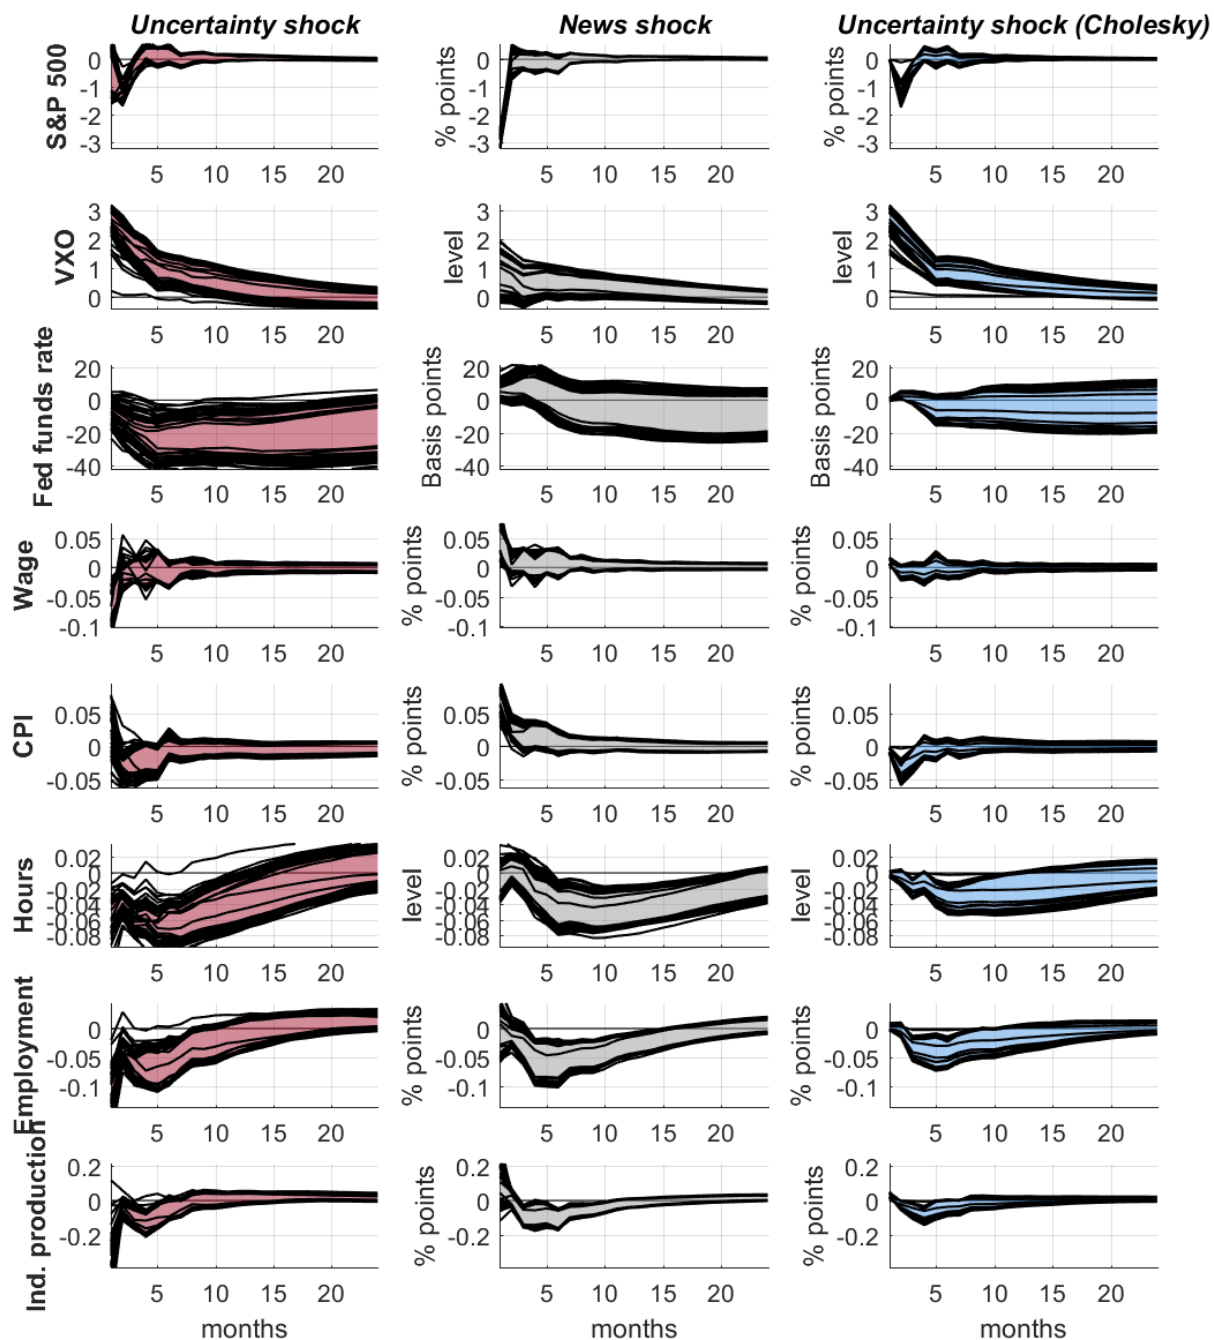 Uncertainty shock
News shock
Uncertainty shock (Cholesky)
S&P 500
0
-1
-2
-3
5 10 15 20
% points
0
-1
-2
-3
5 10 15 20
% points
0
-1
-2
-3
5 10 15 20
VXO
3
2
1
0
5 10 15 20
level
3
2
1
0
5 10 15 20
level
3
2
1
0
5 10 15 20
Fed funds rate
20
0
-20
-40
5 10 15 20
Basis points
20
0
-20
-40
5 10 15 20
Basis points
20
0
-20
-40
5 10 15 20
Wage
0.05
0
-0.05
-0.1
5 10 15 20
% points
0.05
0
-0.05
-0.1
5 10 15 20
% points
0.05
0
-0.05
-0.1
5 10 15 20
CPI
0.05
0
-0.05
5 10 15 20
% points
0.05
0
-0.05
5 10 15 20
% points
0.05
0
-0.05
5 10 15 20
Hours
0.02
0
-0.02
-0.04
-0.06
-0.08
5 10 15 20
level
0.02
0
-0.02
-0.04
-0.06
-0.08
5 10 15 20
level
0.02
0
-0.02
-0.04
-0.06
-0.08
5 10 15 20
Employment
0
-0.05
-0.1
5 10 15 20
% points
0
-0.05
-0.1
5 10 15 20
% points
0
-0.05
-0.1
5 10 15 20
Ind. production
0.2
0
-0.2
5 10 15 20
months
% points
0.2
0
-0.2
5 10 15 20
months
% points
0.2
0
-0.2
5 10 15 20
months